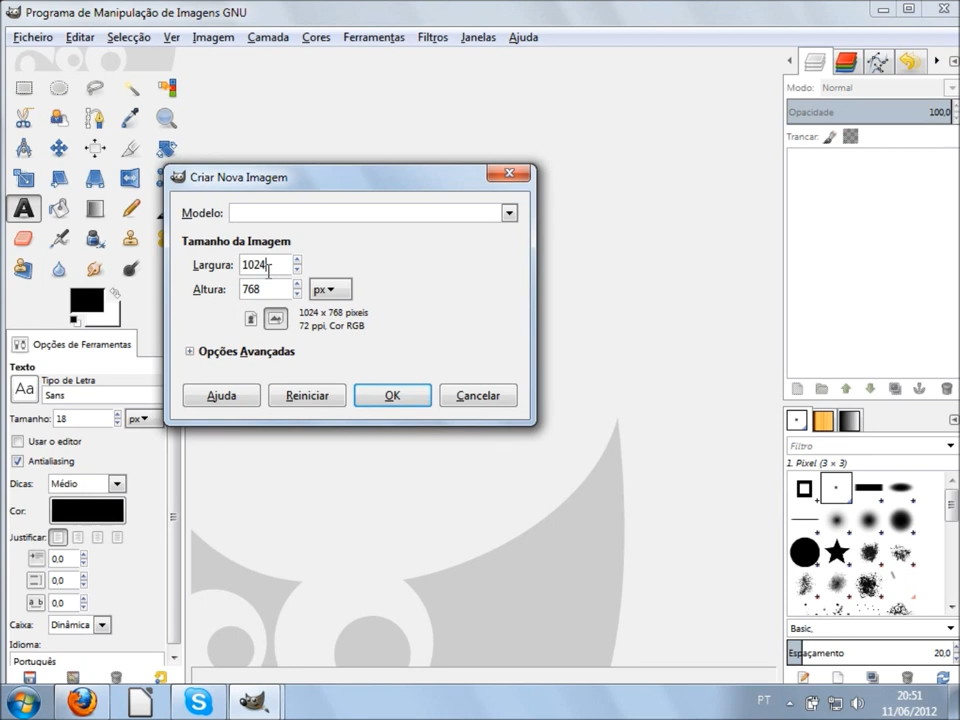 Programa de Manipulação de Imagens GNU
Ficheiro Editar Selecção Ver Imagem Camada Cores Ferramentas Filtros Janelas Ajuda
Modo: Normal
Opacidade 100,0
Trancar:
Criar Nova Imagem
Modelo:
Tamanho da Imagem
Largura: 1024
Altura: 768 px
1024 x 768 pixeis
72 ppi, Cor RGB
Opções Avançadas
Ajuda Reiniciar OK Cancelar
Opções de Ferramentas
Texto
Aa Tipo de Letra
Sans
Tamanho: 18 px
Usar o editor
Antialiasing
Dicas: Médio
Cor:
Justificar:
0,0
0,0
a b 0,0
Caixa: Dinâmica
Idioma:
Português
Filtro
1. Pixel (3 × 3)
Basic,
Espaçamento 20,0
PT
20:51
11/06/2012